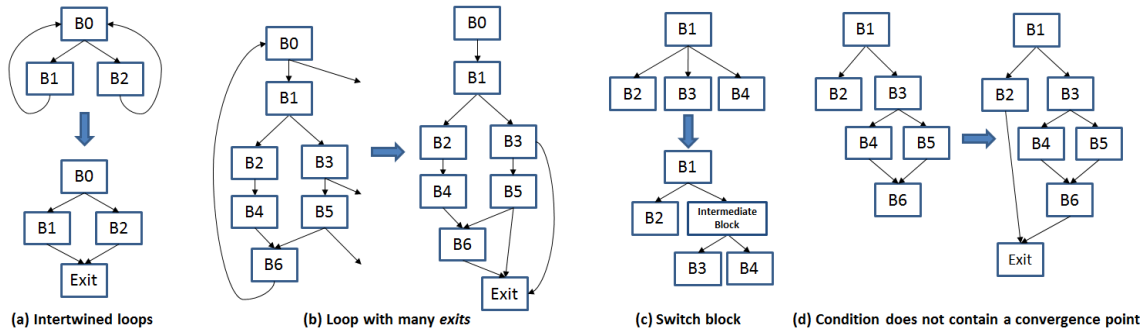 B0
B1 B2
B0
B1 B2
Exit
(a) Intertwined loops
B0
B1
B2 B3
B4 B5
B6
B0
B1
B2 B3
B4 B5
B6
Exit
(b) Loop with many exits
B1
B2 B3 B4
B1
B2 Intermediate
Block
B3 B4
(c) Switch block
B1
B2 B3
B4 B5
B6
B1
B2 B3
B4 B5
B6
Exit
(d) Condition does not contain a convergence point